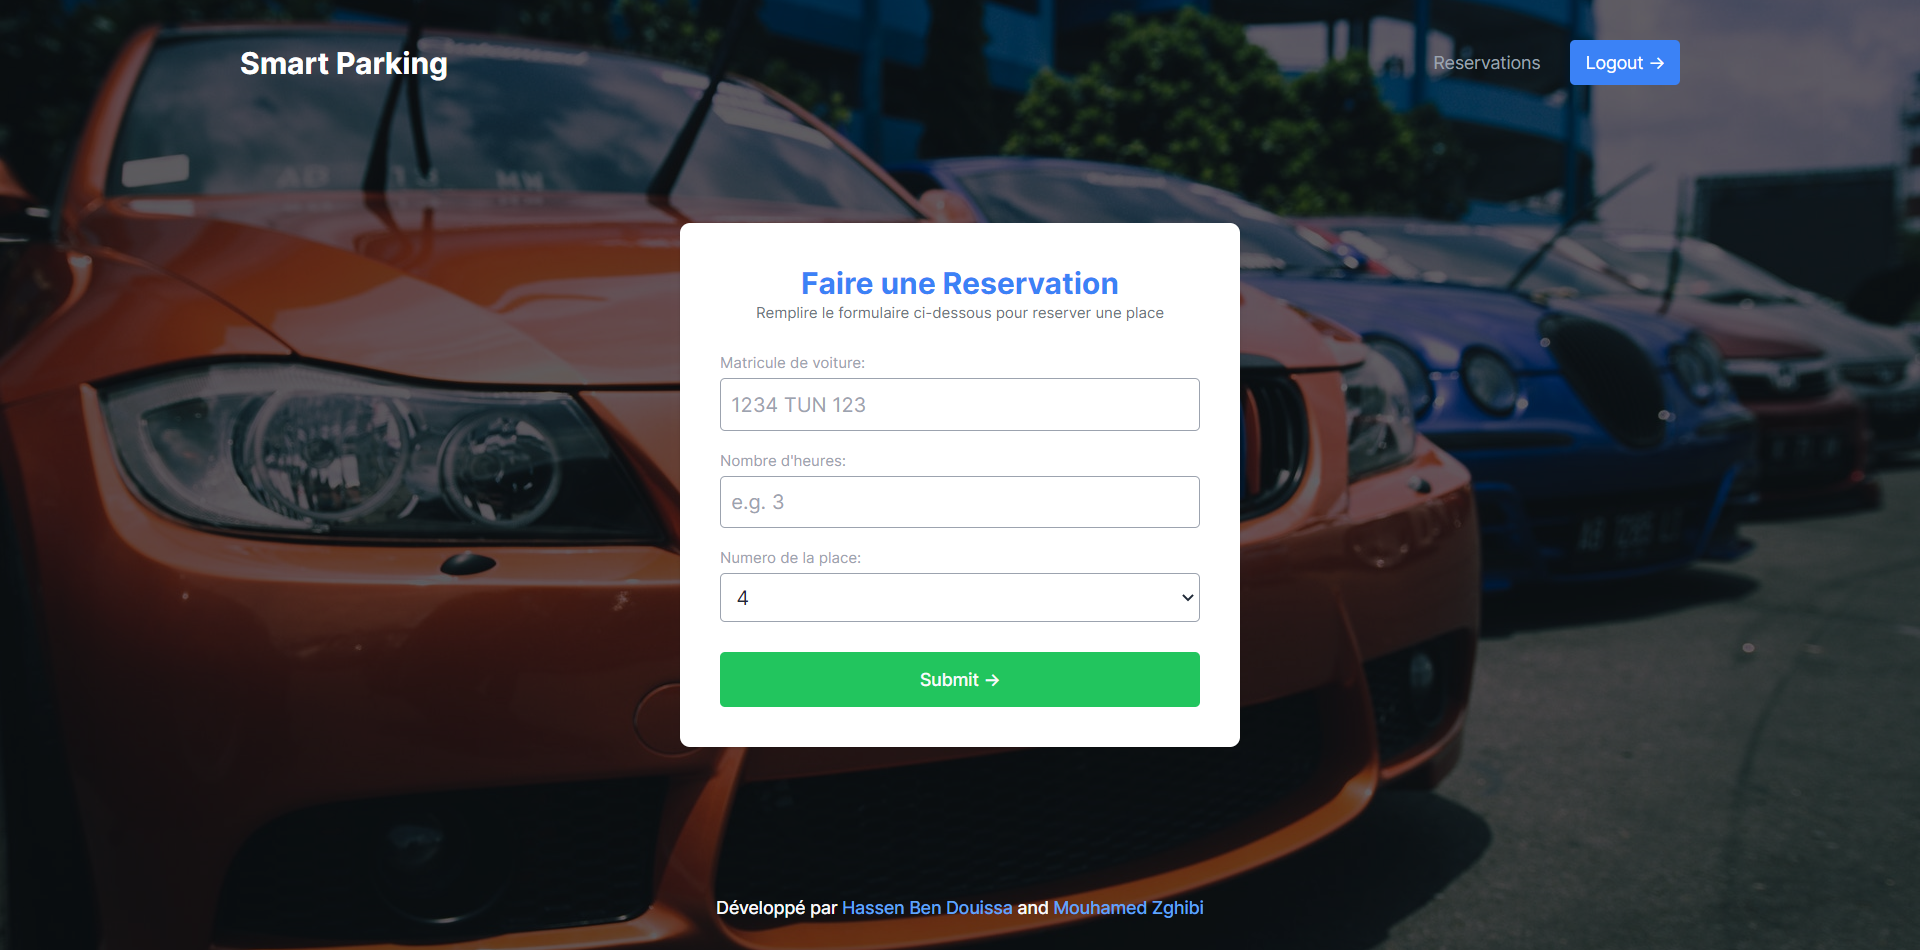 Smart Parking
Reservations
Logout →
Faire une Reservation
Remplire le formulaire ci-dessous pour reserver une place
Matricule de voiture:
1234 TUN 123
Nombre d'heures:
e.g. 3
Numero de la place:
4
Submit →
Développé par Hassen Ben Douissa and Mouhamed Zghibi